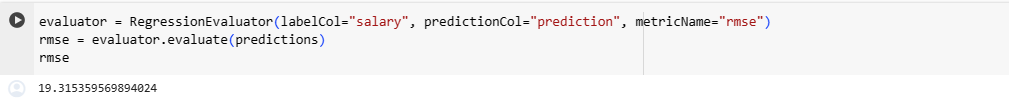 evaluator = RegressionEvaluator(labelCol="salary", predictionCol="prediction", metricName="rmse")
rmse = evaluator.evaluate(predictions)
rmse
19.315359569894024